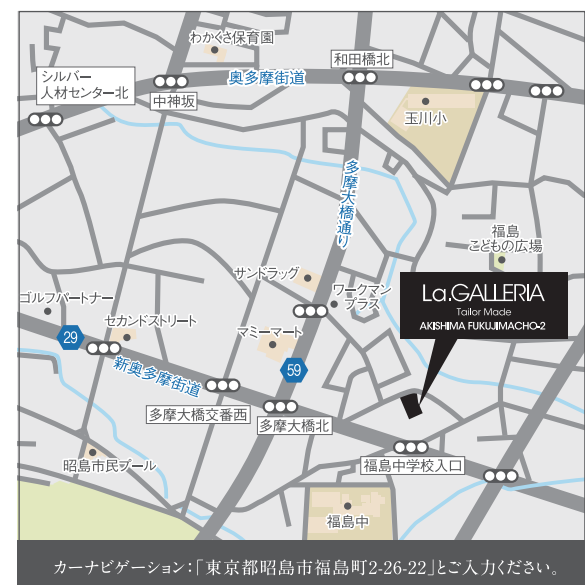 わかくさ保育園
和田橋北
シルバー
人材センター北
奥多摩街道
中神坂
玉川小
多摩大橋通り
福島
こどもの広場
サンドラッグ
ワークマン
プラス
La.GALLERIA
Tailor Made
AKISHIMA FUKUJIMACHO-2
ゴルフパートナー
セカンドストリート
マミーマート
29
59
新奥多摩街道
多摩大橋交番西
多摩大橋北
昭島市民プール
福島中学校入口
福島中
カーナビゲーション:「東京都昭島市福島町2-26-22」とご入力ください。